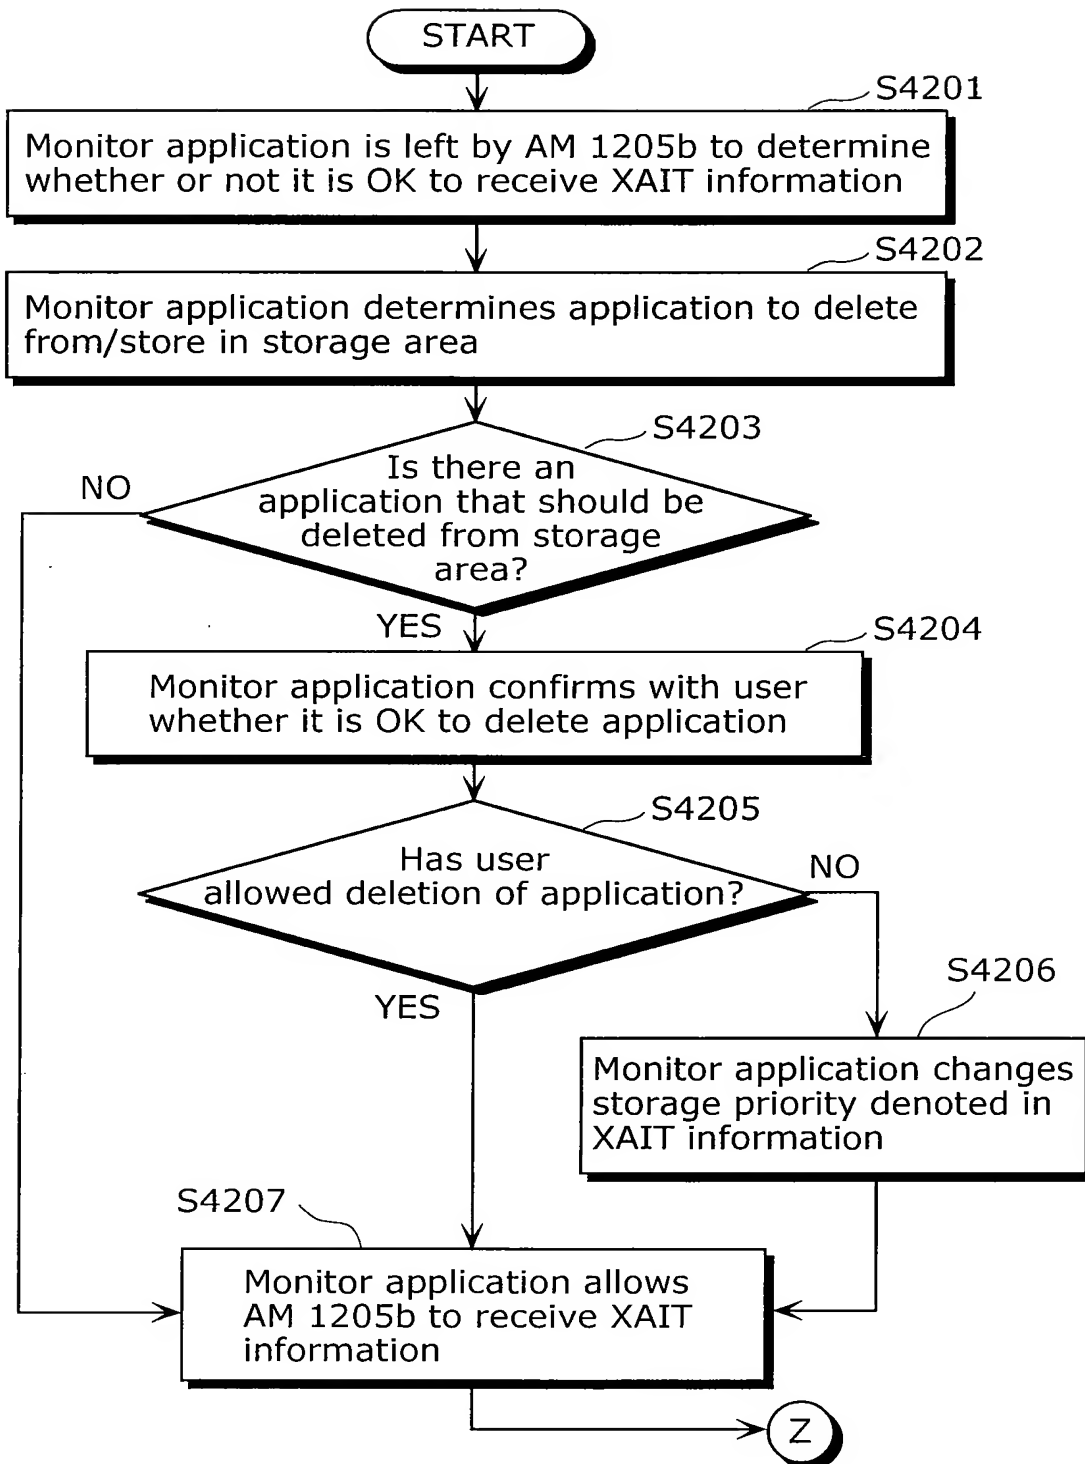 START
S4201
Monitor application is left by AM 1205b to determine
whether or not it is OK to receive XAIT information
S4202
Monitor application determines application to delete
from/store in storage area
S4203
Is there an
application that should be
deleted from storage
area?
NO
YES
S4204
Monitor application confirms with user
whether it is OK to delete application
S4205
Has user
allowed deletion of application?
NO
YES
S4206
Monitor application changes
storage priority denoted in
XAIT information
S4207
Monitor application allows
AM 1205b to receive XAIT
information
Z